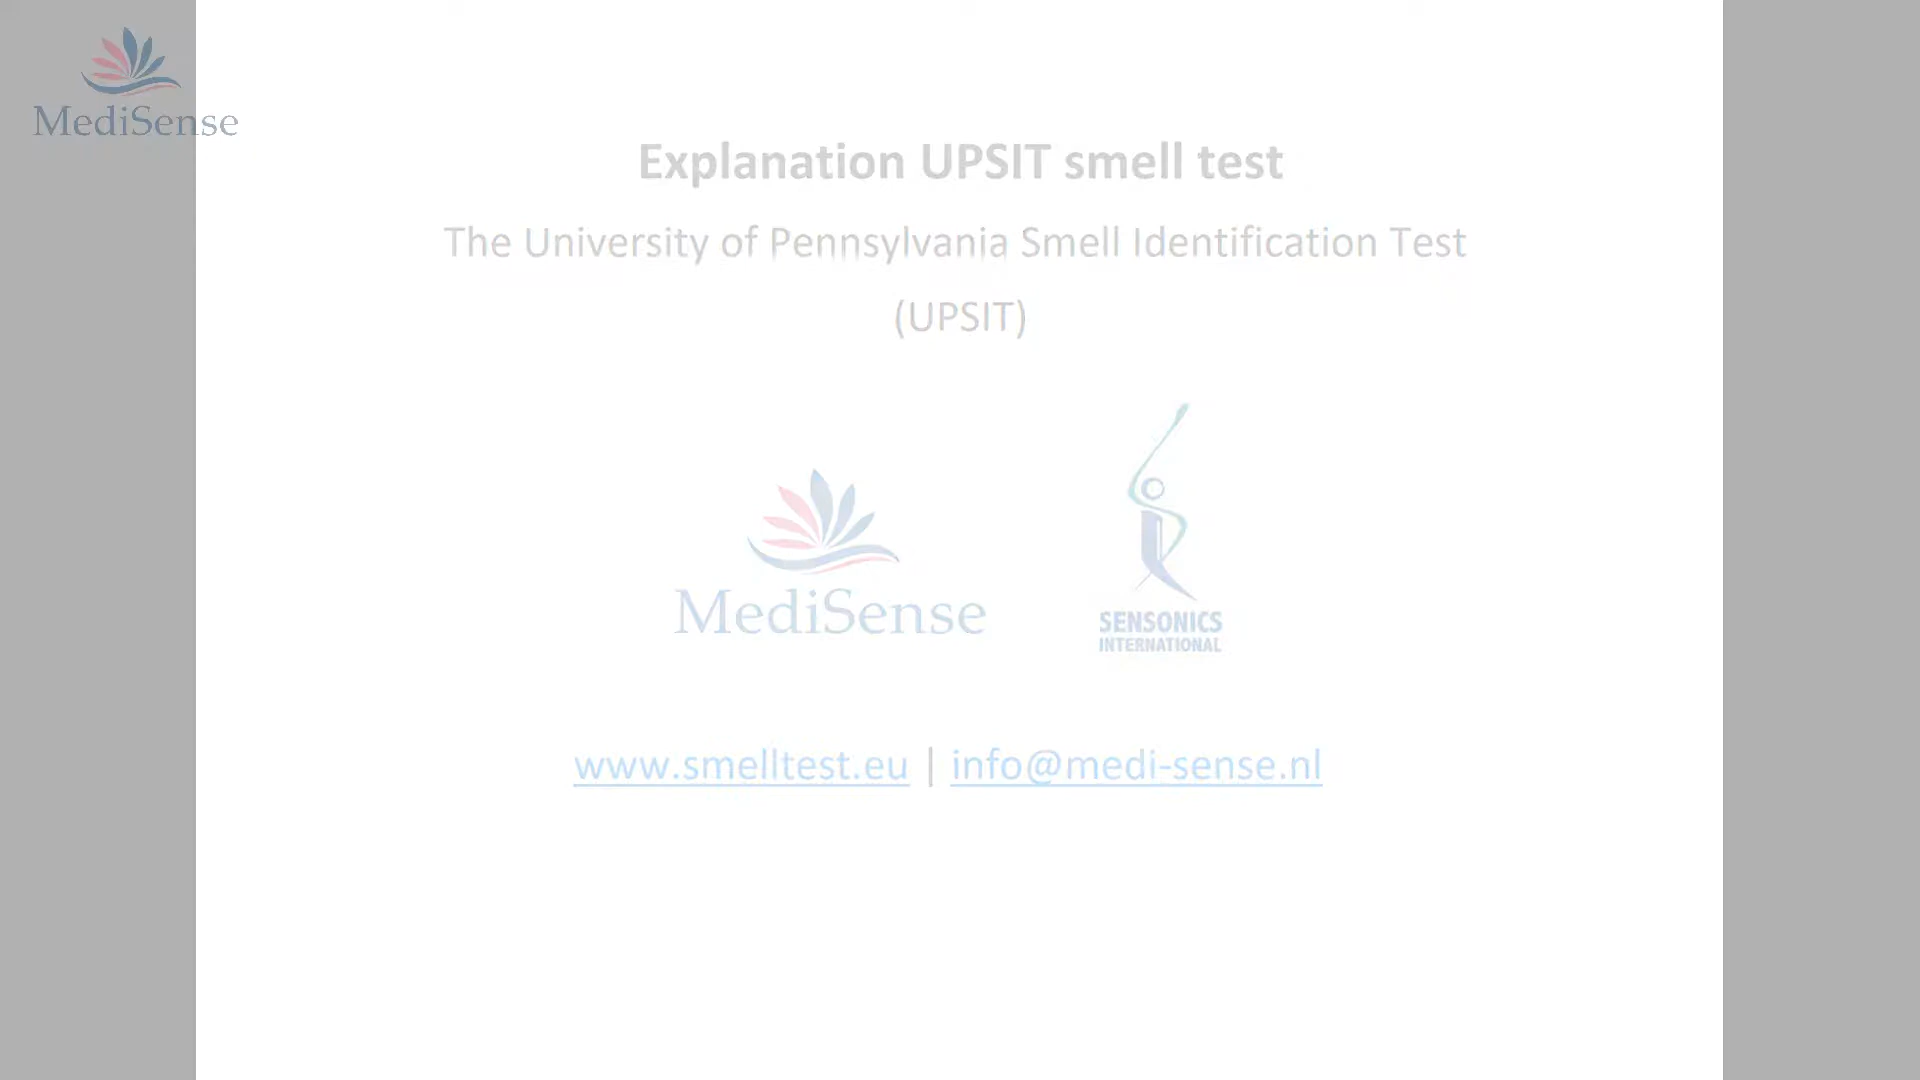 MediSense
Explanation UPSIT smell test
The University of Pennsylvania Smell Identification Test
(UPSIT)
MediSense
SENSONICS
INTERNATIONAL
www.smelltest.eu | info@medi-sense.nl